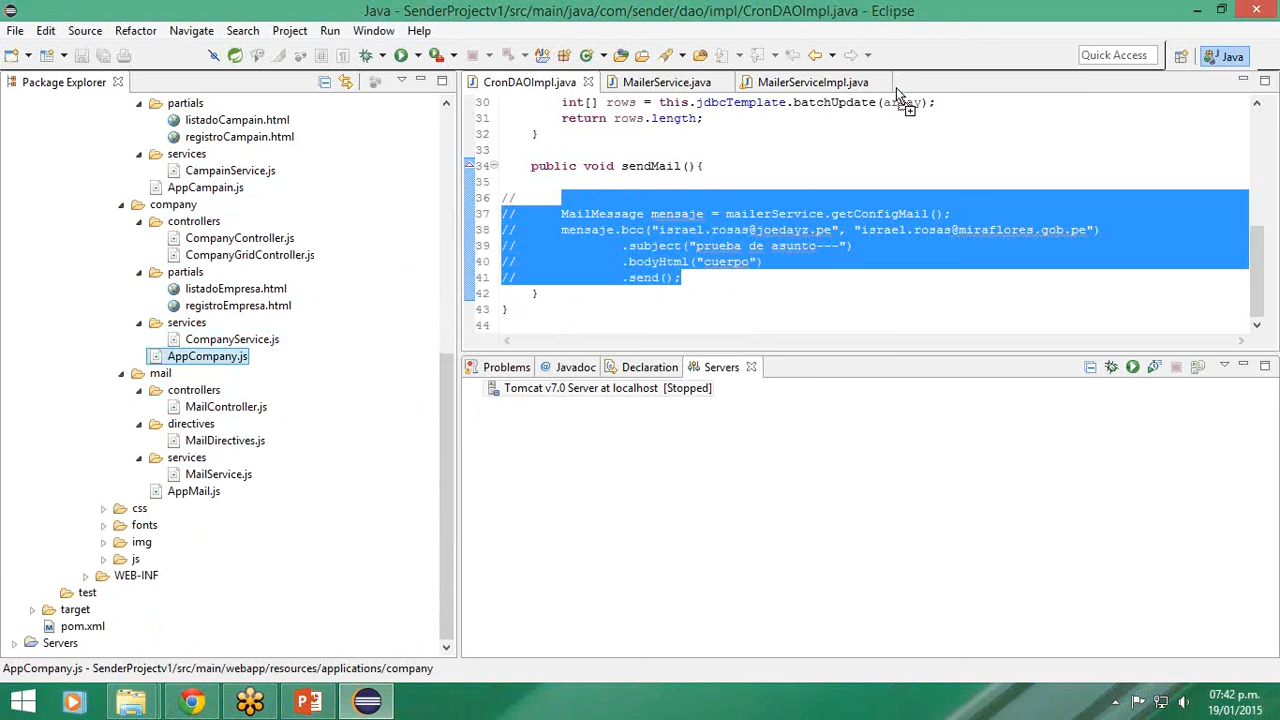 Java - SenderProjectv1/src/main/java/com/sender/dao/impl/CronDAOImpl.java - Eclipse
File Edit Source Refactor Navigate Search Project Run Window Help
Quick Access
Java
Package Explorer
partials
listadoCampain.html
registroCampain.html
services
CampainService.js
AppCampain.js
company
controllers
CompanyController.js
CompanyGridController.js
partials
listadoEmpresa.html
registroEmpresa.html
services
CompanyService.js
AppCompany.js
mail
controllers
MailController.js
directives
MailDirectives.js
services
MailService.js
AppMail.js
css
fonts
img
js
WEB-INF
test
target
pom.xml
Servers
CronDAOImpl.java MailerService.java MailerServiceImpl.java
30 int[] rows = this.jdbcTemplate.batchUpdate(array);
31 return rows.length;
32 }
33
34 public void sendMail(){
35
36 //
37 // MailMessage mensaje = mailerService.getConfigMail();
38 // mensaje.bcc("israel.rosas@joedayz.pe", "israel.rosas@miraflores.gob.pe")
39 // .subject("prueba de asunto---")
40 // .bodyHtml("cuerpo")
41 // .send();
42 }
43 }
44
Problems Javadoc Declaration Servers
Tomcat v7.0 Server at localhost [Stopped]
AppCompany.js - SenderProjectv1/src/main/webapp/resources/applications/company
07:42 p.m.
19/01/2015